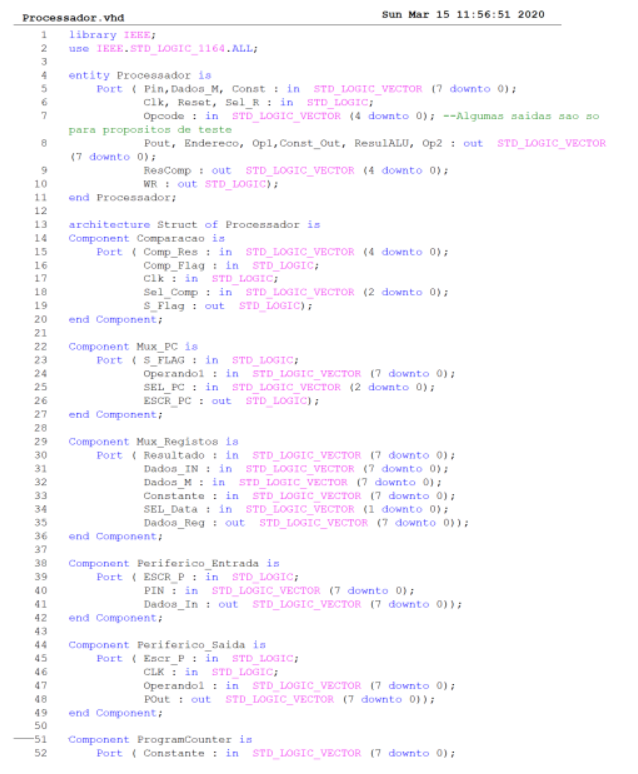 Processador.vhd
Sun Mar 15 11:56:51 2020
1 library IEEE;
2 use IEEE.STD_LOGIC_1164.ALL;
3
4 entity Processador is
5 Port ( Pin,Dados_M, Const : in STD_LOGIC_VECTOR (7 downto 0);
6 Clk, Reset, Sel_R : in STD_LOGIC;
7 Opcode : in STD_LOGIC_VECTOR (4 downto 0); --Algumas saidas sao so
para propositos de teste
8 Pout, Endereco, Op1,Const_Out, ResulALU, Op2 : out STD_LOGIC_VECTOR
(7 downto 0);
9 ResComp : out STD_LOGIC_VECTOR (4 downto 0);
10 WR : out STD_LOGIC);
11 end Processador;
12
13 architecture Struct of Processador is
14 Component Comparacao is
15 Port ( Comp_Res : in STD_LOGIC_VECTOR (4 downto 0);
16 Comp_Flag : in STD_LOGIC;
17 Clk : in STD_LOGIC;
18 Sel_Comp : in STD_LOGIC_VECTOR (2 downto 0);
19 S_Flag : out STD_LOGIC);
20 end Component;
21
22 Component Mux_PC is
23 Port ( S_FLAG : in STD_LOGIC;
24 Operando1 : in STD_LOGIC_VECTOR (7 downto 0);
25 SEL_PC : in STD_LOGIC_VECTOR (2 downto 0);
26 ESCR_PC : out STD_LOGIC);
27 end Component;
28
29 Component Mux_Registos is
30 Port ( Resultado : in STD_LOGIC_VECTOR (7 downto 0);
31 Dados_IN : in STD_LOGIC_VECTOR (7 downto 0);
32 Dados_M : in STD_LOGIC_VECTOR (7 downto 0);
33 Constante : in STD_LOGIC_VECTOR (7 downto 0);
34 SEL_Data : in STD_LOGIC_VECTOR (1 downto 0);
35 Dados_Reg : out STD_LOGIC_VECTOR (7 downto 0));
36 end Component;
37
38 Component Periferico_Entrada is
39 Port ( ESCR_P : in STD_LOGIC;
40 PIN : in STD_LOGIC_VECTOR (7 downto 0);
41 Dados_In : out STD_LOGIC_VECTOR (7 downto 0));
42 end Component;
43
44 Component Periferico_Saida is
45 Port ( Escr_P : in STD_LOGIC;
46 CLK : in STD_LOGIC;
47 Operando1 : in STD_LOGIC_VECTOR (7 downto 0);
48 POut : out STD_LOGIC_VECTOR (7 downto 0));
49 end Component;
50
51 Component ProgramCounter is
52 Port ( Constante : in STD_LOGIC_VECTOR (7 downto 0);